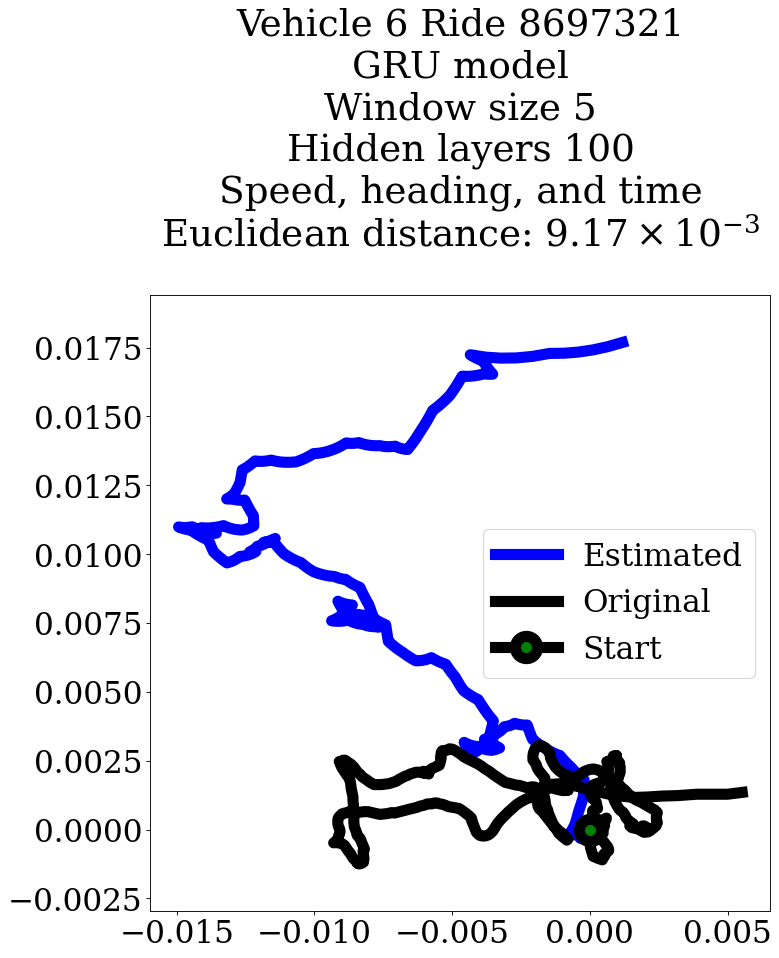 Vehicle 6 Ride 8697321
GRU model
Window size 5
Hidden layers 100
Speed, heading, and time
Euclidean distance: 9.17 × 10⁻³
0.0175
0.0150
0.0125
0.0100
0.0075
0.0050
0.0025
0.0000
−0.0025
Estimated
Original
Start
−0.015 −0.010 −0.005 0.000 0.005